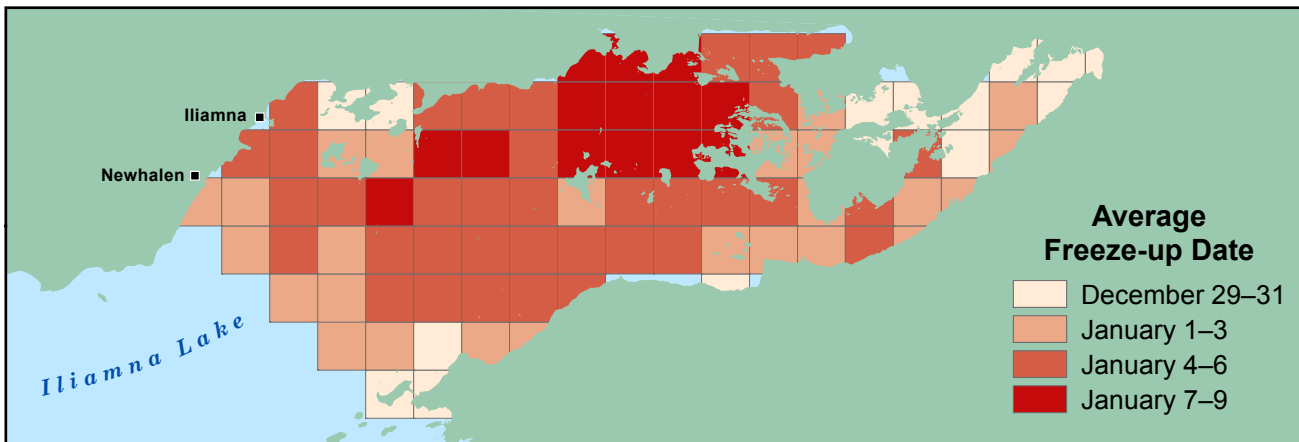 Iliamna
Newhalen
Iliamna Lake
Average
Freeze-up Date
December 29–31
January 1–3
January 4–6
January 7–9